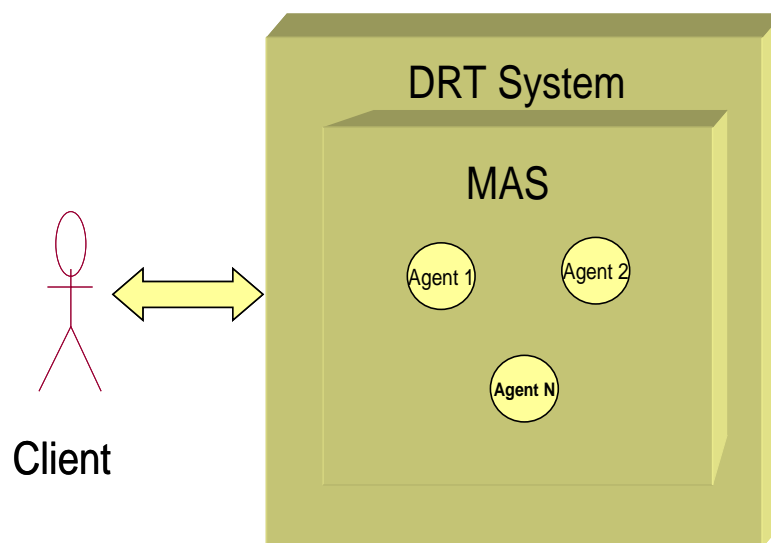 DRT System
MAS
Agent 1
Agent 2
Agent N
Client